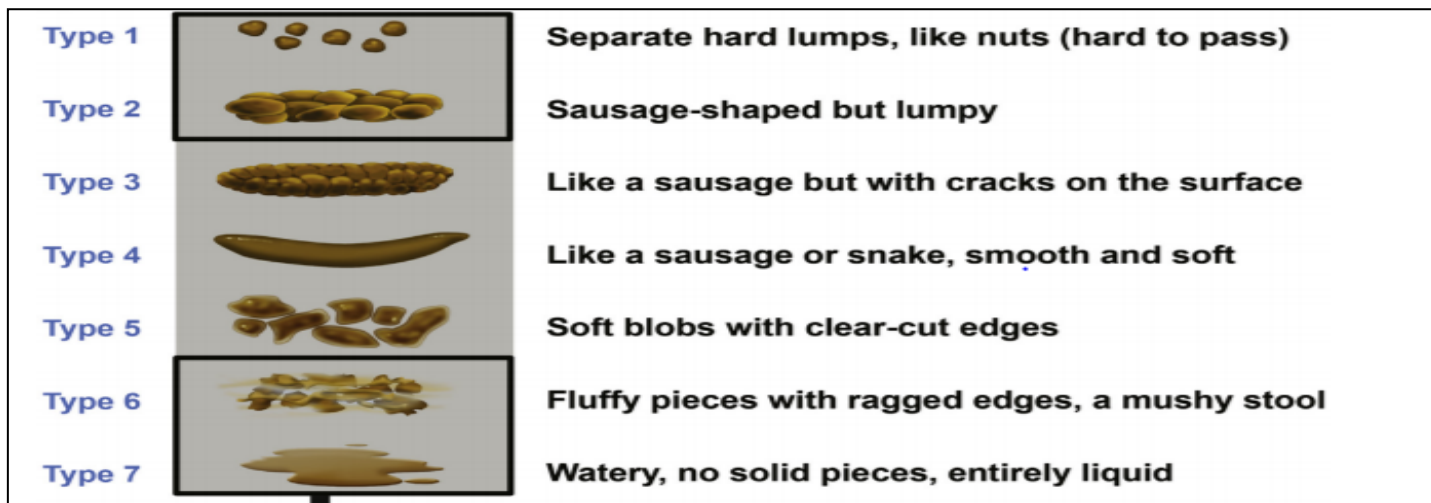 Type 1 Separate hard lumps, like nuts (hard to pass)
Type 2 Sausage-shaped but lumpy
Type 3 Like a sausage but with cracks on the surface
Type 4 Like a sausage or snake, smooth and soft
Type 5 Soft blobs with clear-cut edges
Type 6 Fluffy pieces with ragged edges, a mushy stool
Type 7 Watery, no solid pieces, entirely liquid